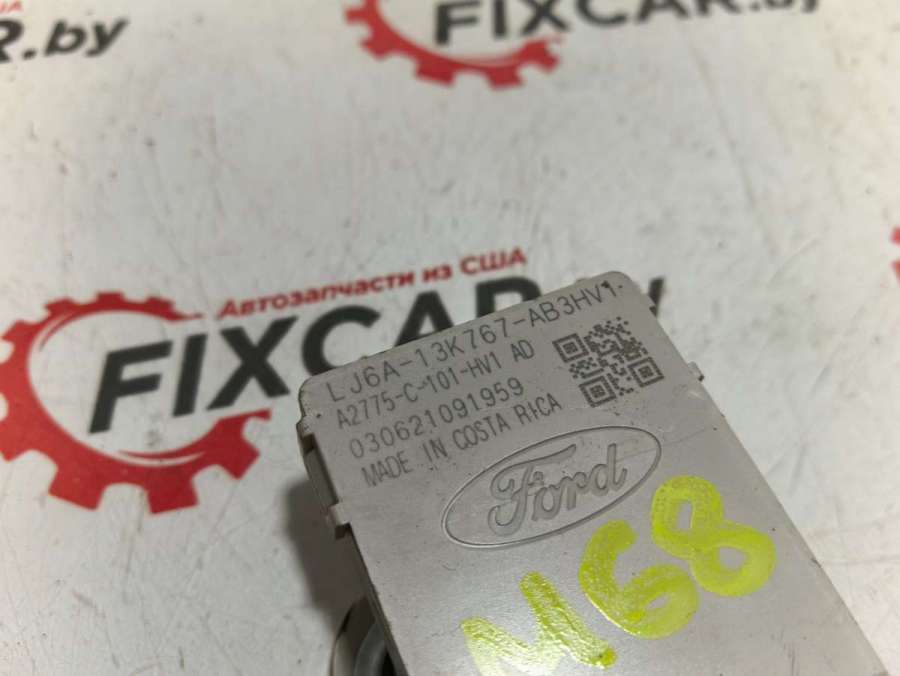 ИА
R.by
FIXCAR.by
Автозапчасти из США
FIXCAR
LJ6A-13K767-AB3HV1
A2775-C-101-HV1 AD
030621091959
MADE IN COSTA RICA
Ford
M68